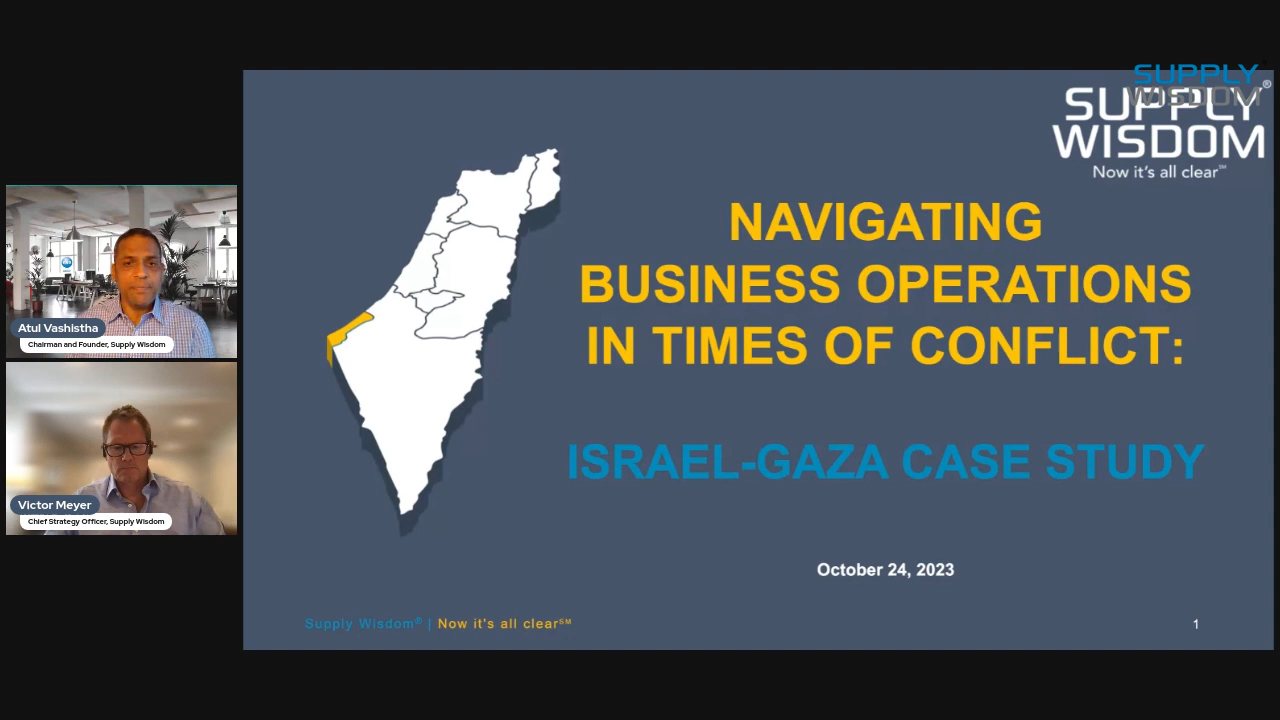 SUPPLY
WISDOM
SUPPLY®
WISDOM
Now it's all clear℠
NAVIGATING
BUSINESS OPERATIONS
IN TIMES OF CONFLICT:
ISRAEL-GAZA CASE STUDY
October 24, 2023
Supply Wisdom® | Now it's all clear℠
1
Atul Vashistha
Chairman and Founder, Supply Wisdom
Victor Meyer
Chief Strategy Officer, Supply Wisdom